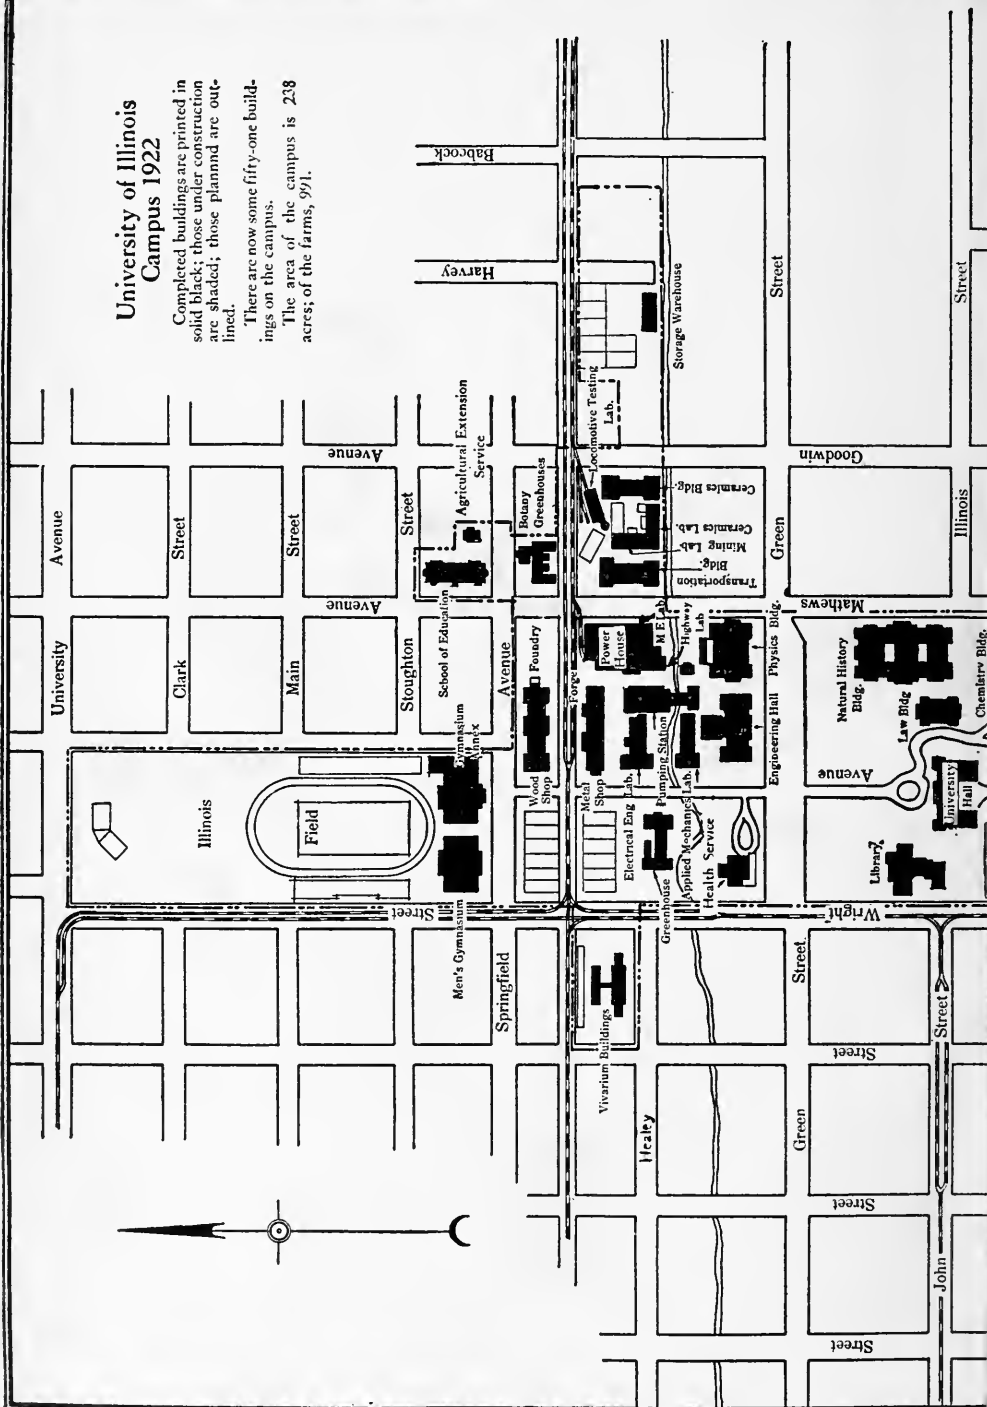 University of Illinois
Campus 1922
Completed buildings are printed in
solid black; those under construction
are shaded; those plannd are out-
lined.
There are now some fifty-one build-
ings on the campus.
The area of the campus is 238
acres; of the farms, 991.
Babcock
Harvey
Storage Warehouse
Street
Street
Avenue
Goodwin
Agricultural Extension
Service
Botany
Greenhouses
Locomotive Testing
Lab.
Ceramics Bldg.
Ceramics Lab.
Mining Lab.
Transportation
Bldg.
Avenue
Street
Street
Street
Green
Illinois
Avenue
Mathews
University
Clark
Main
Stoughton
School of Education
Avenue
Foundry
Forge
Power
House
M E Lab.
Highway
Lab
Physics Bldg.
Natural History
Bldg.
Law Bldg
Chemistry Bldg.
Gymnasium
Annex
Wood
Shop
Metal
Shop
Lab.
Electrical Eng
Pumping Station
Applied Mechanics Lab.
Engineering Hall
Avenue
University
Hall
Illinois
Field
Health Service
Library
Greenhouse
Street
Wright
Men's Gymnasium
Springfield
Vivarium Buildings
Healey
Street
Green
Street
John
Street
Street
Street